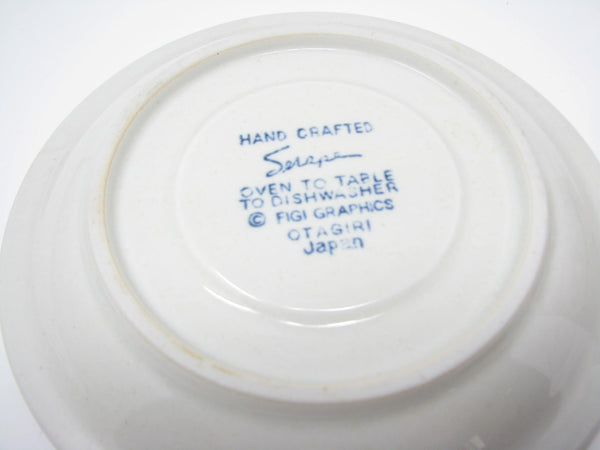 HAND CRAFTED
Serape
OVEN TO TABLE
TO DISHWASHER
© FIGI GRAPHICS
OTAGIRI
Japan